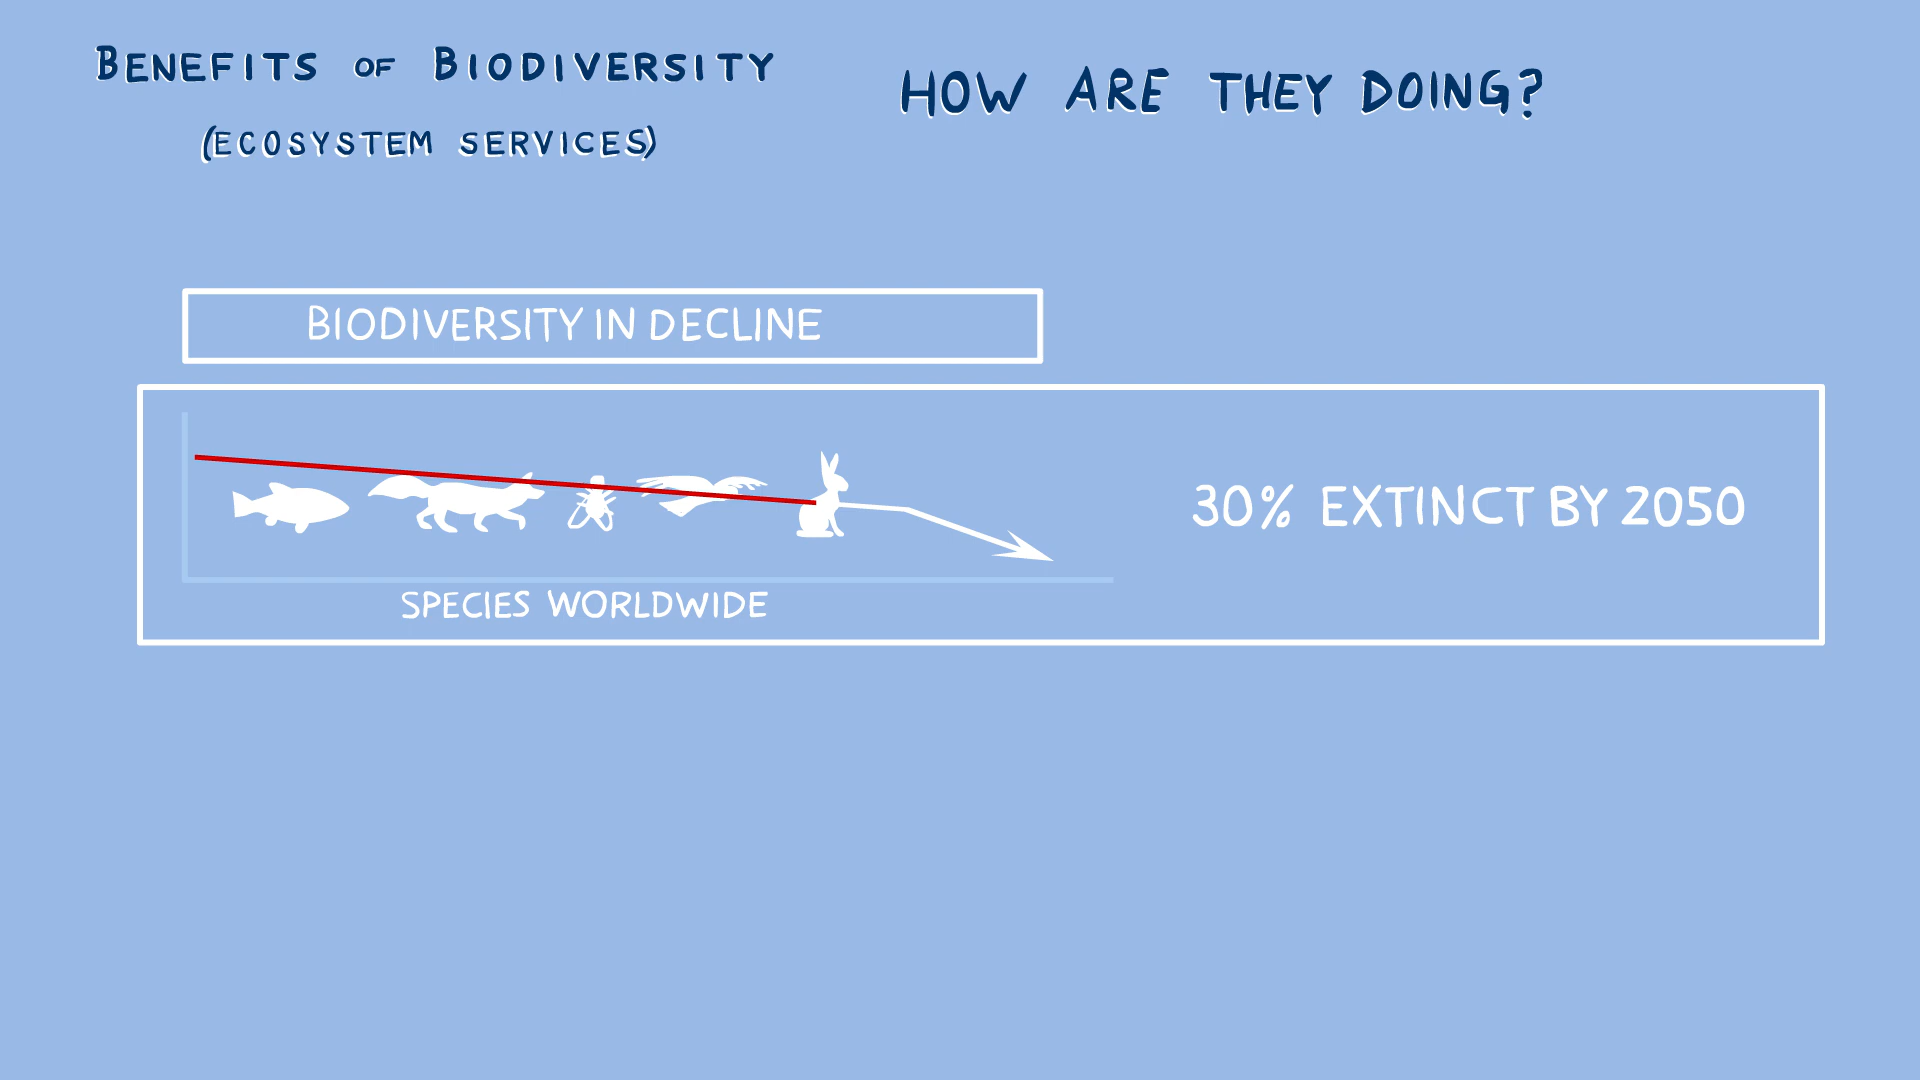 BENEFITS OF BIODIVERSITY
(ECOSYSTEM SERVICES)
HOW ARE THEY DOING?
BIODIVERSITY IN DECLINE
30% EXTINCT BY 2050
SPECIES WORLDWIDE